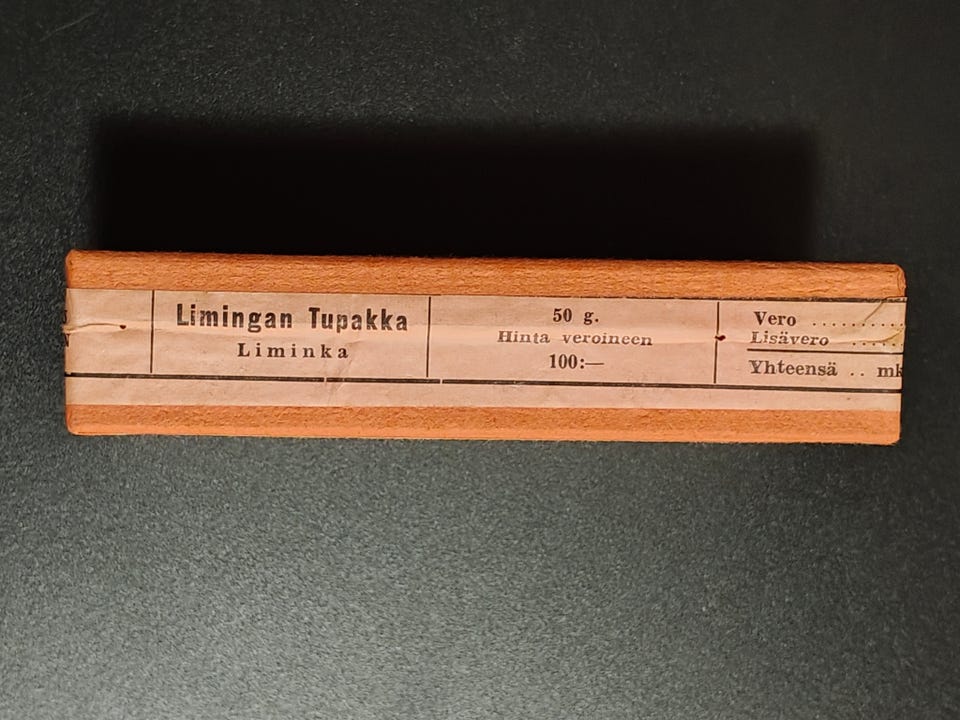 Limingan Tupakka
Liminka
50 g.
Hinta veroineen
100:—
Vero ..........
Lisävero .....
Yhteensä .. mk